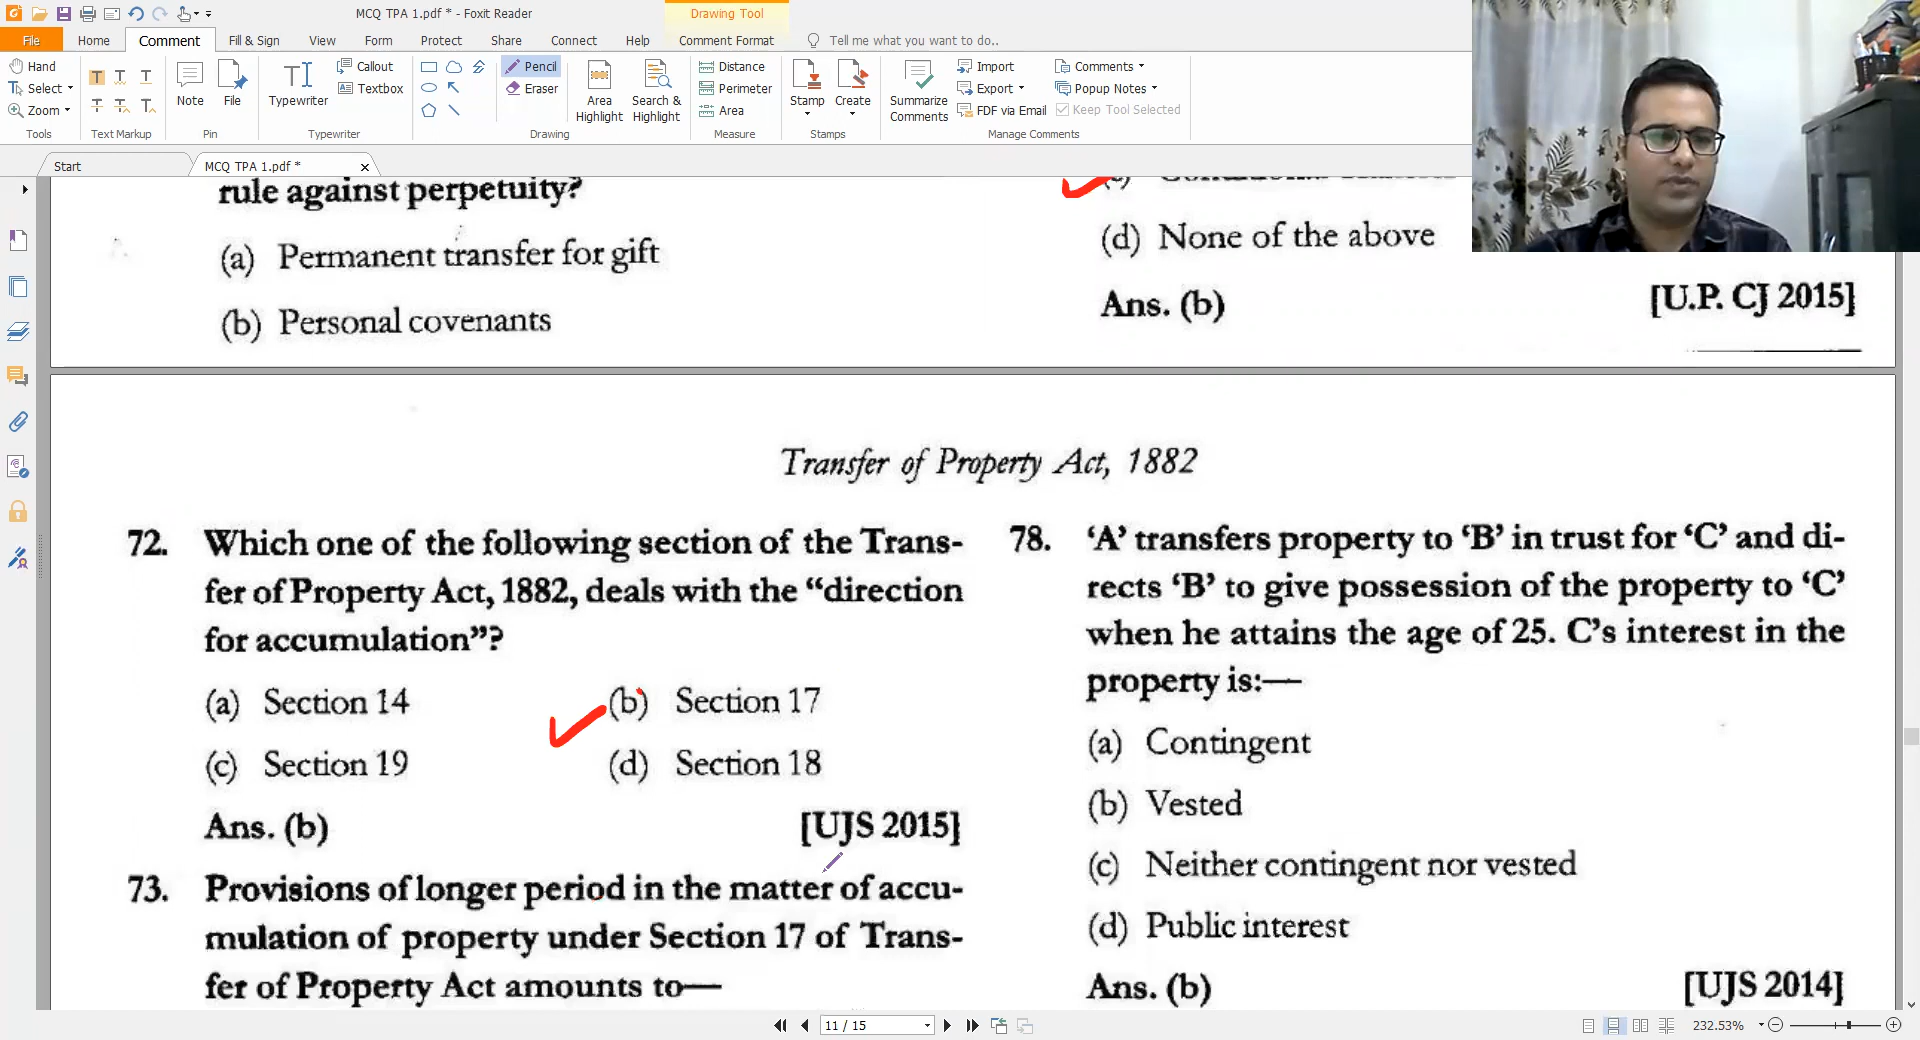 MCQ TPA 1.pdf * - Foxit Reader
Drawing Tool
File
Home
Comment
Fill & Sign
View
Form
Protect
Share
Connect
Help
Comment Format
Tell me what you want to do..
Hand
Select
Zoom
Tools
Text Markup
Note
File
Pin
Typewriter
Callout
Textbox
Typewriter
Pencil
Eraser
Area
Highlight
Search &
Highlight
Drawing
Distance
Perimeter
Area
Measure
Stamp
Create
Stamps
Summarize
Comments
Import
Export
FDF via Email
Comments
Popup Notes
Keep Tool Selected
Manage Comments
Start
MCQ TPA 1.pdf *
rule against perpetuity?
(a) Permanent transfer for gift
(b) Personal covenants
(d) None of the above
Ans. (b) [U.P. CJ 2015]
Transfer of Property Act, 1882
72. Which one of the following section of the Trans-
fer of Property Act, 1882, deals with the “direction
for accumulation”?
(a) Section 14 (b) Section 17
(c) Section 19 (d) Section 18
Ans. (b) [UJS 2015]
73. Provisions of longer period in the matter of accu-
mulation of property under Section 17 of Trans-
fer of Property Act amounts to—
78. ‘A’ transfers property to ‘B’ in trust for ‘C’ and di-
rects ‘B’ to give possession of the property to ‘C’
when he attains the age of 25. C’s interest in the
property is:—
(a) Contingent
(b) Vested
(c) Neither contingent nor vested
(d) Public interest
Ans. (b) [UJS 2014]
11 / 15
232.53%